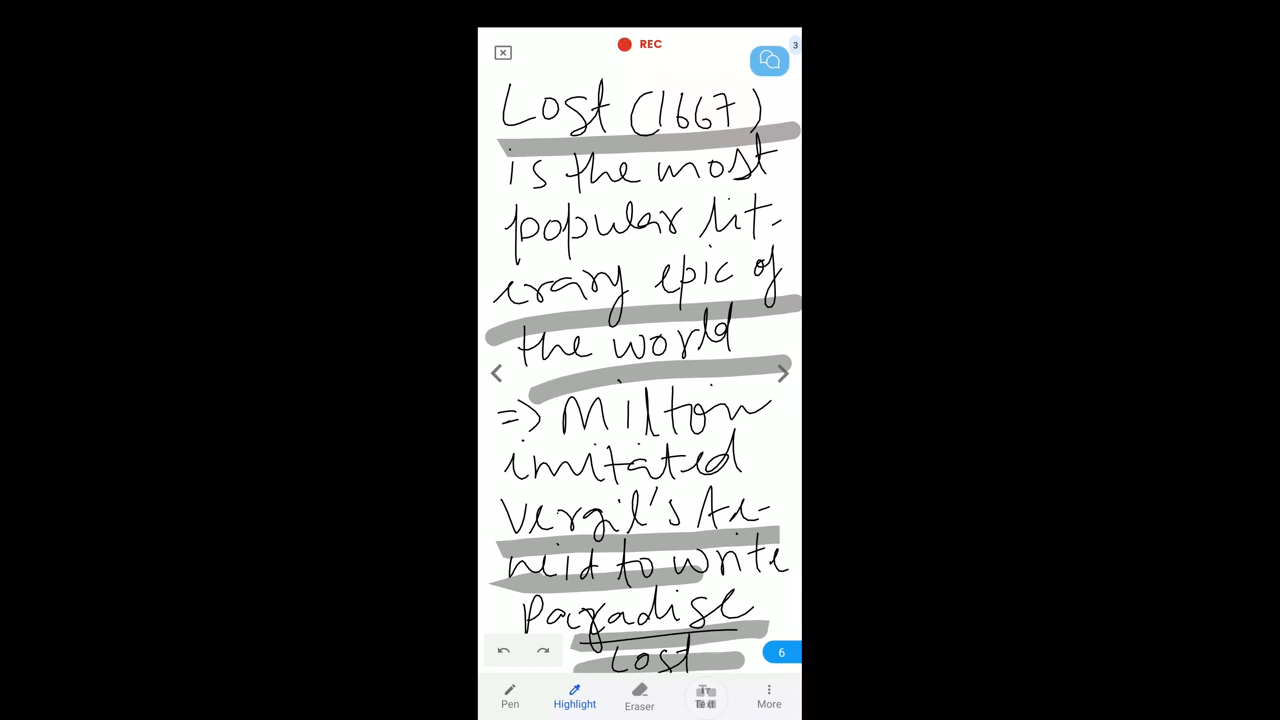 REC
3
Lost (1667)
is the most
popular lit-
erary epic of
the world
=> Milton
imitated
Vergil's Ae-
neid to write
Paradise
Lost
6
Pen
Highlight
Eraser
Text
More